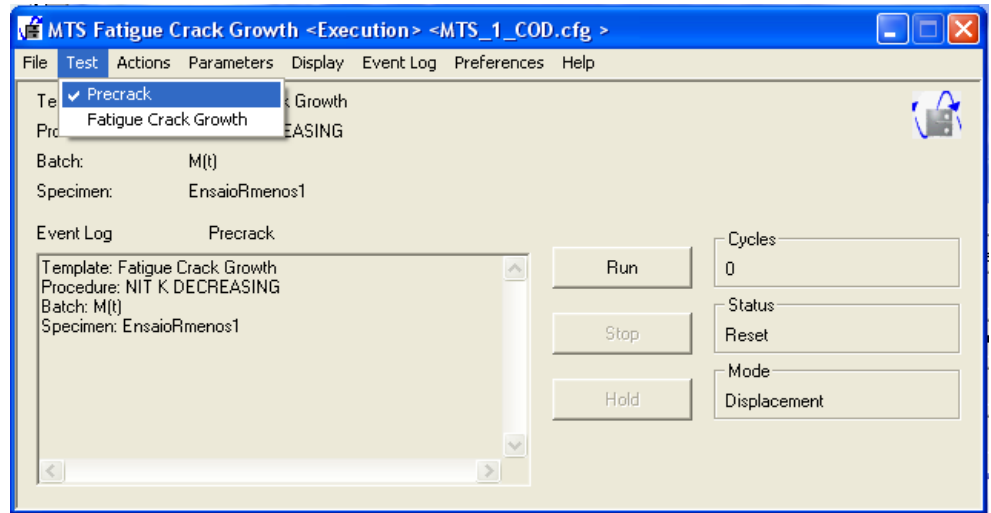 MTS Fatigue Crack Growth <Execution> <MTS_1_COD.cfg >
File Test Actions Parameters Display Event Log Preferences Help
Precrack
Fatigue Crack Growth
Growth
EASING
Batch: M(t)
Specimen: EnsaioRmenos1
Event Log Precrack
Template: Fatigue Crack Growth
Procedure: NIT K DECREASING
Batch: M(t)
Specimen: EnsaioRmenos1
Run
Stop
Hold
Cycles
0
Status
Reset
Mode
Displacement